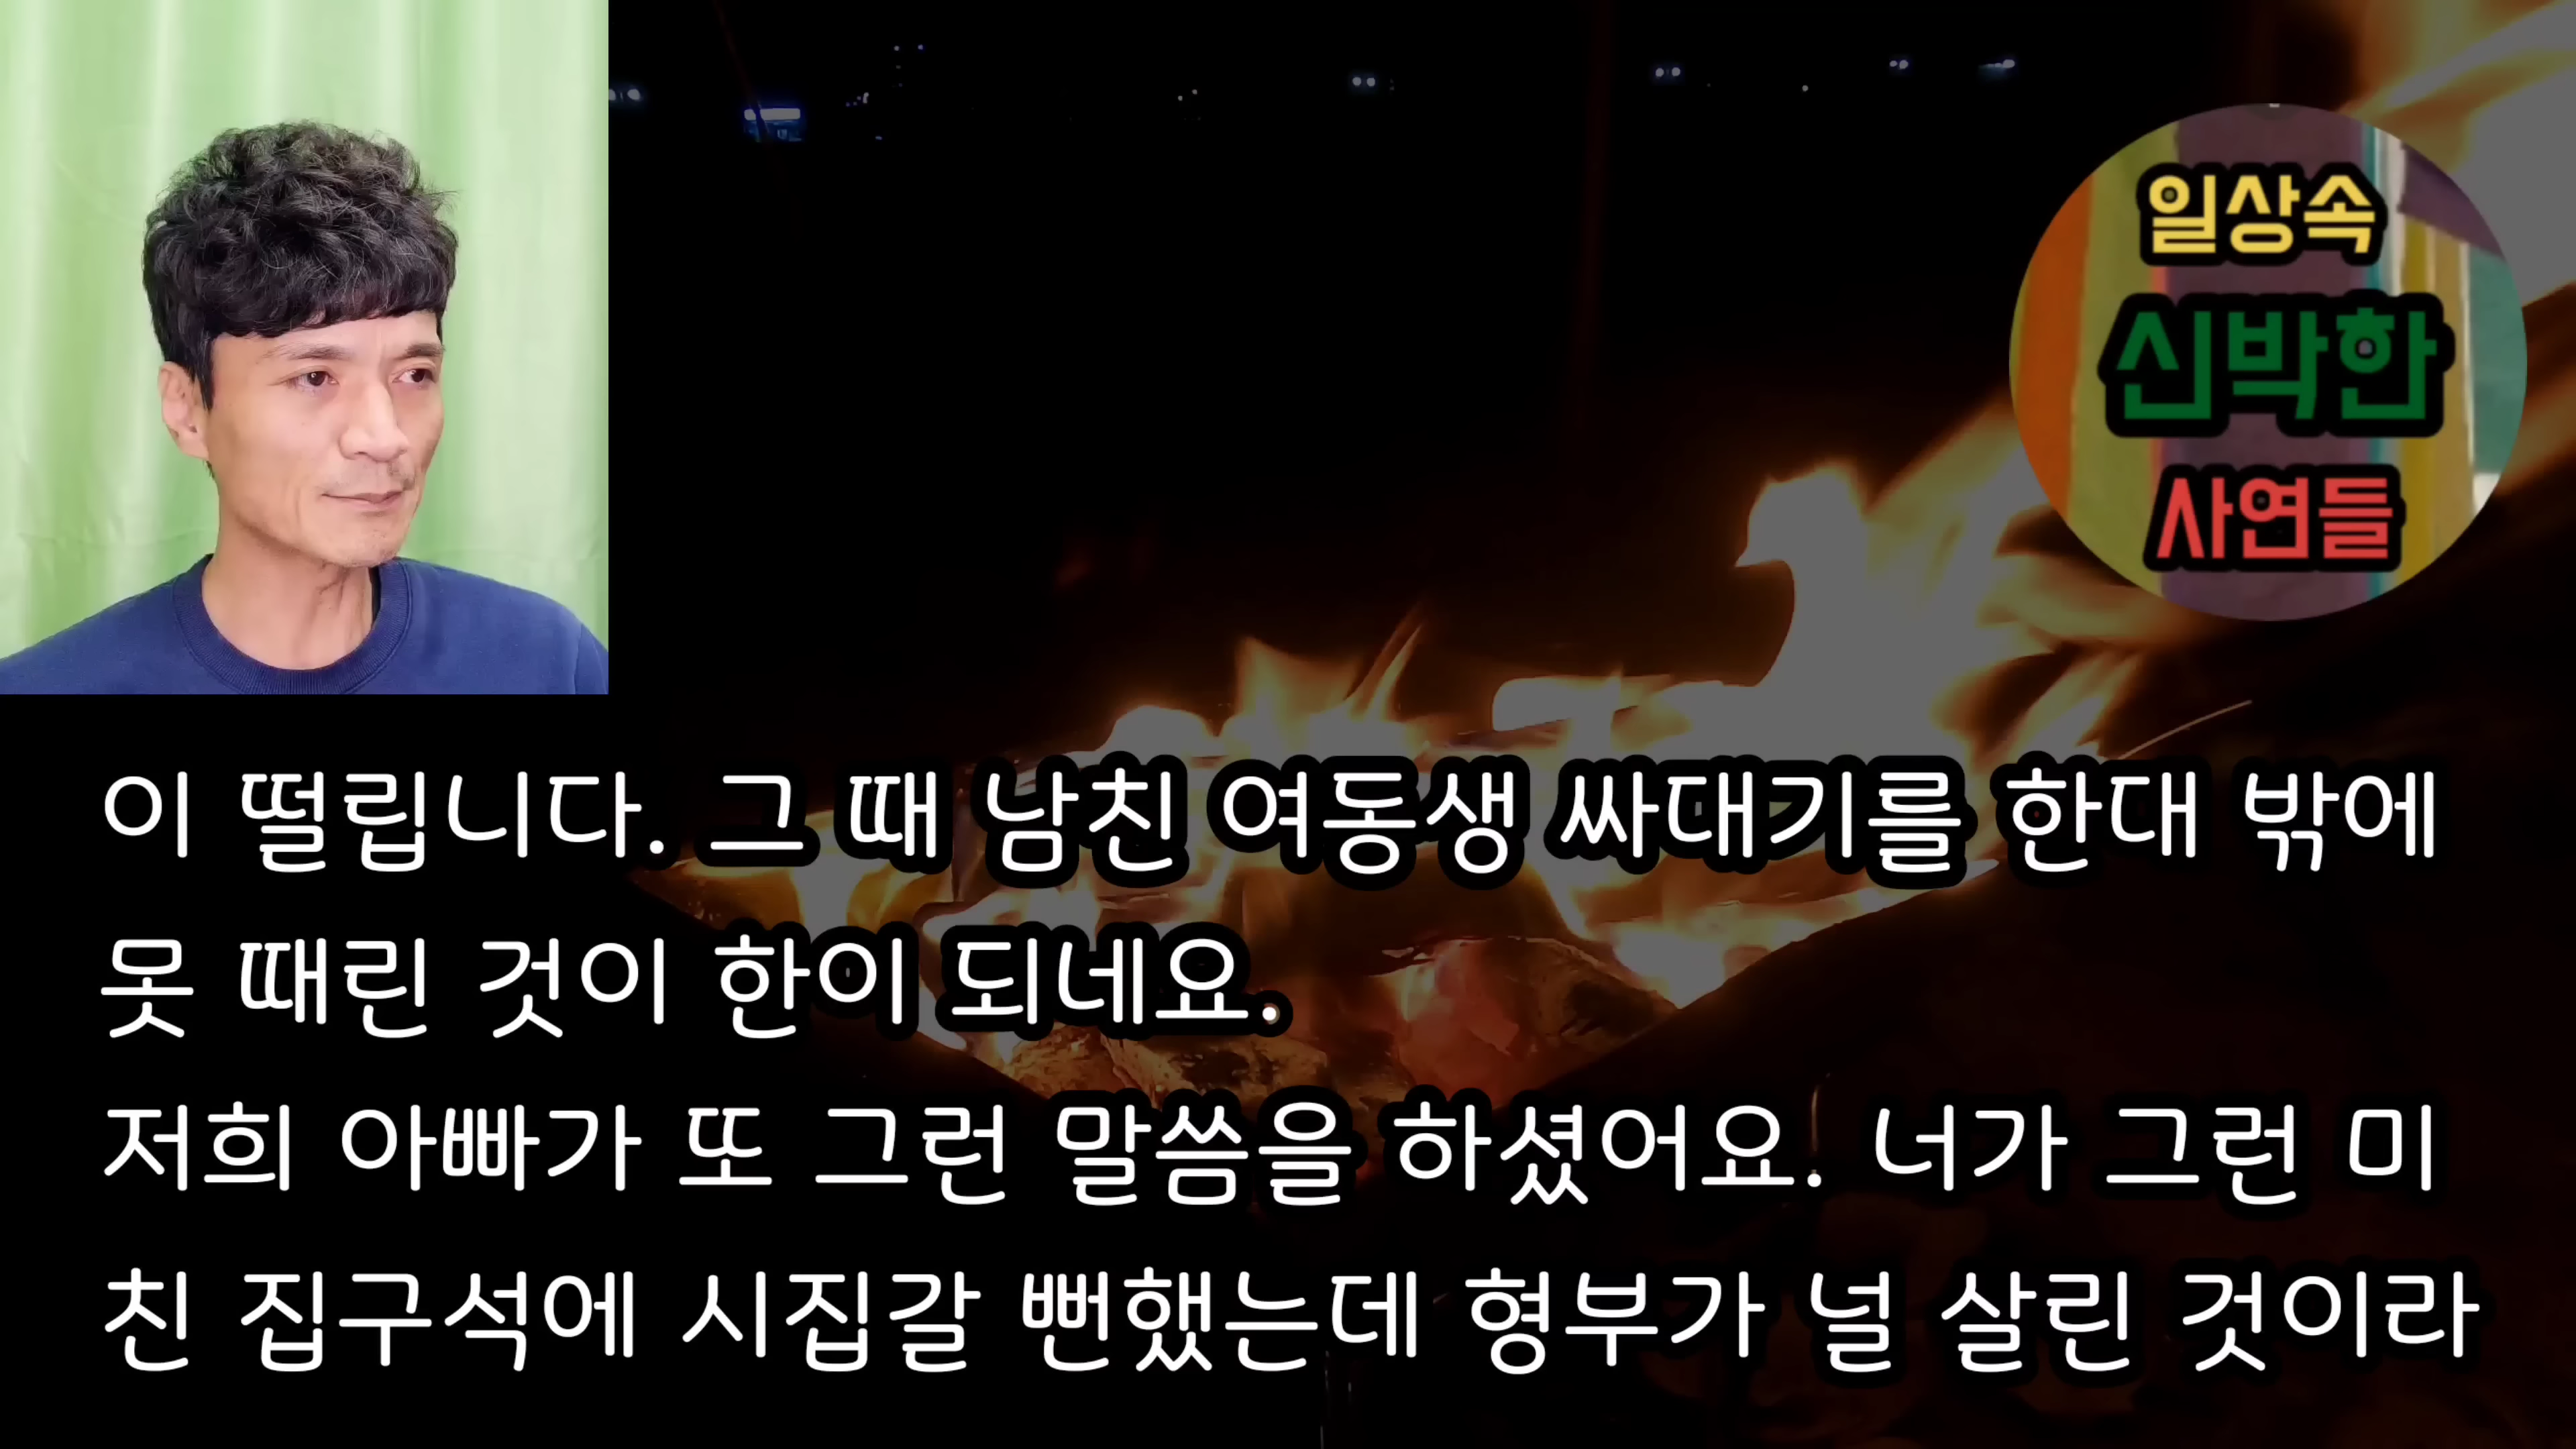 일상속
신박한
사연들
이 떨립니다. 그 때 남친 여동생 싸대기를 한대 밖에
못 때린 것이 한이 되네요.
저희 아빠가 또 그런 말씀을 하셨어요. 너가 그런 미
친 집구석에 시집갈 뻔했는데 형부가 널 살린 것이라